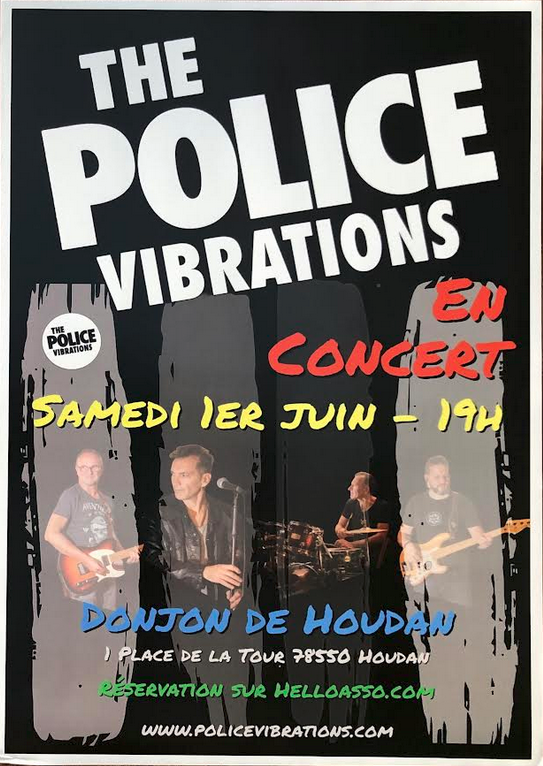 THE
POLICE
VIBRATIONS
EN
CONCERT
THE
POLICE
VIBRATIONS
SAMEDI 1ER JUIN - 19H
DONJON DE HOUDAN
1 PLACE DE LA TOUR 78550 HOUDAN
RÉSERVATION SUR HELLOASSO.COM
WWW.POLICEVIBRATIONS.COM